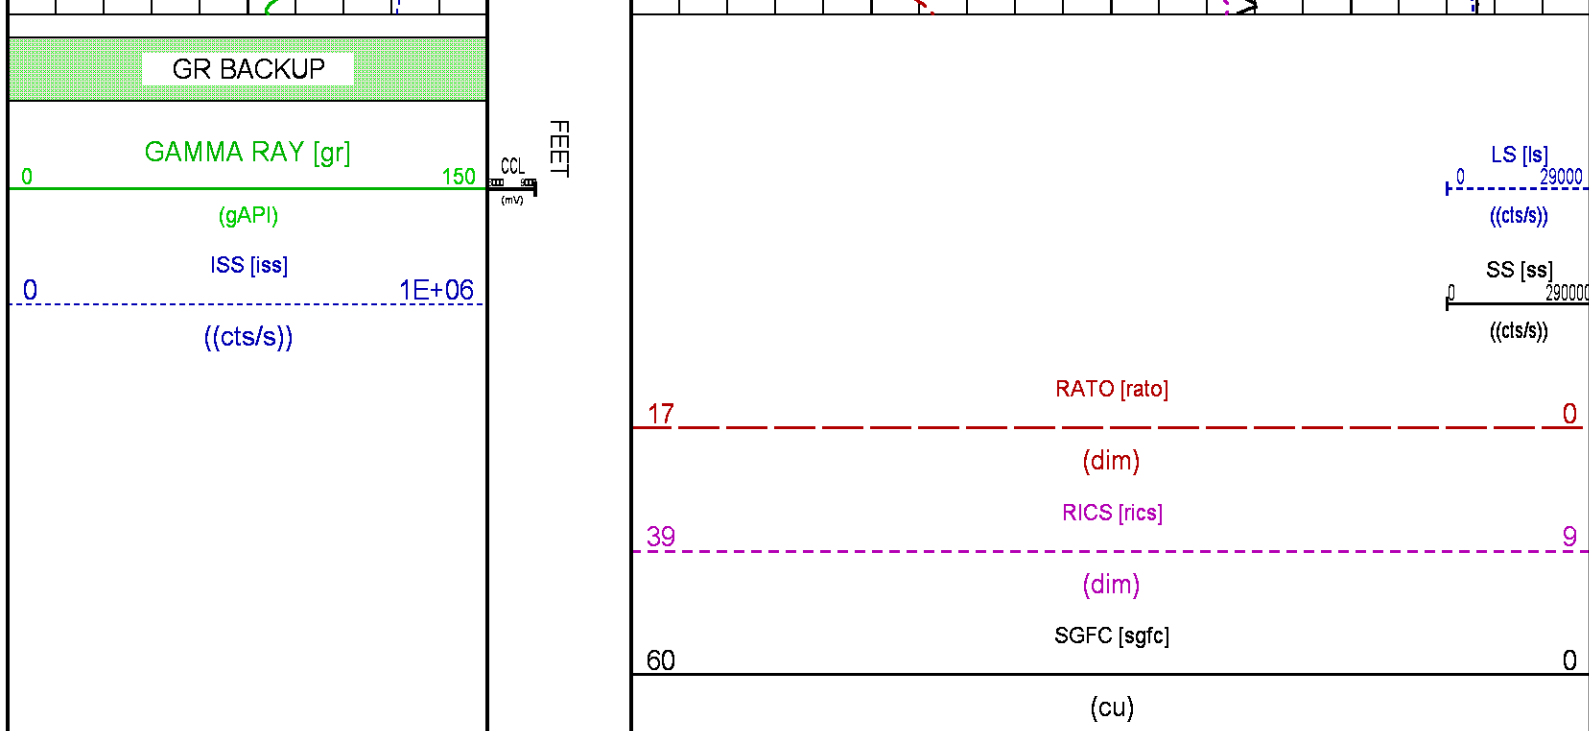 GR BACKUP
GAMMA RAY [gr]
0 150
(gAPI)
ISS [iss]
0 1E+06
((cts/s))
CCL
(mV)
FEET
LS [ls]
0 29000
((cts/s))
SS [ss]
0 290000
((cts/s))
RATO [rato]
17 0
(dim)
RICS [rics]
39 9
(dim)
SGFC [sgfc]
60 0
(cu)